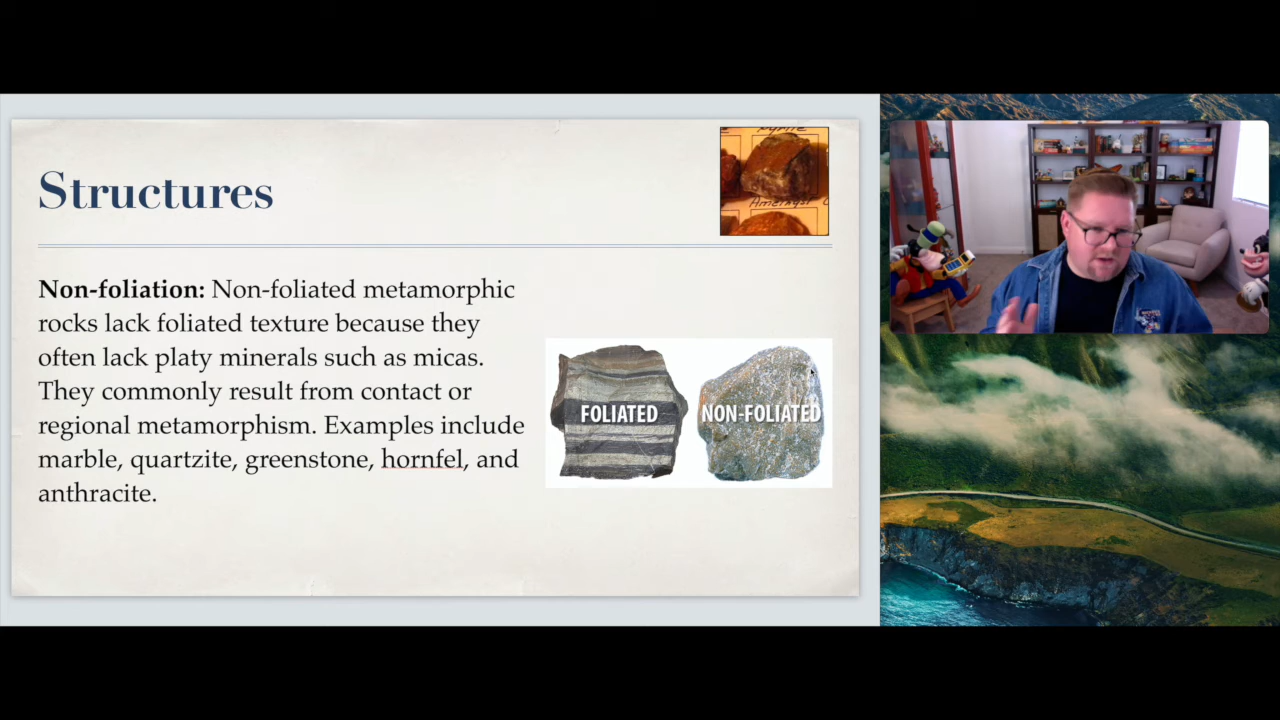 Structures
Pyrite
Amethyst
Non-foliation: Non-foliated metamorphic
rocks lack foliated texture because they
often lack platy minerals such as micas.
They commonly result from contact or
regional metamorphism. Examples include
marble, quartzite, greenstone, hornfel, and
anthracite.
FOLIATED
NON-FOLIATED